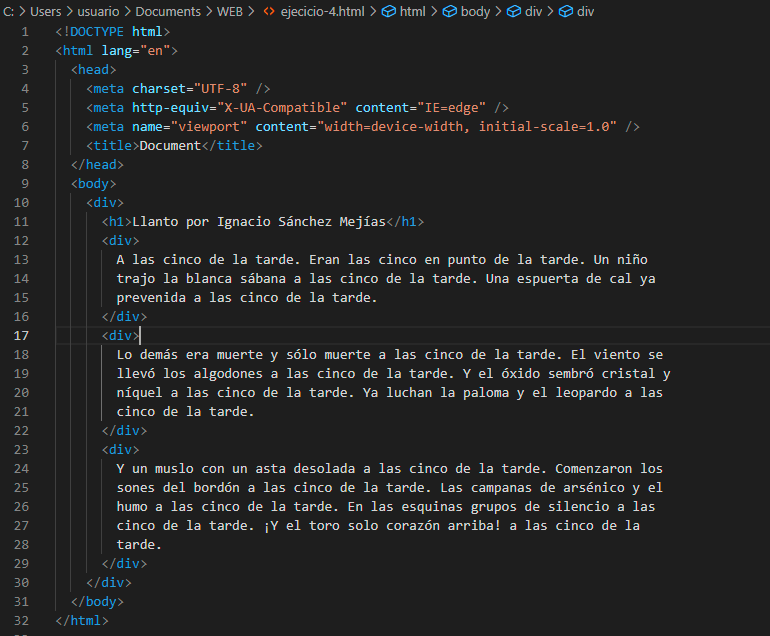 C: > Users > usuario > Documents > WEB > <> ejecicio-4.html > html > body > div > div
1 <!DOCTYPE html>
2 <html lang="en">
3 <head>
4 <meta charset="UTF-8" />
5 <meta http-equiv="X-UA-Compatible" content="IE=edge" />
6 <meta name="viewport" content="width=device-width, initial-scale=1.0" />
7 <title>Document</title>
8 </head>
9 <body>
10 <div>
11 <h1>Llanto por Ignacio Sánchez Mejías</h1>
12 <div>
13 A las cinco de la tarde. Eran las cinco en punto de la tarde. Un niño
14 trajo la blanca sábana a las cinco de la tarde. Una espuerta de cal ya
15 prevenida a las cinco de la tarde.
16 </div>
17 <div>
18 Lo demás era muerte y sólo muerte a las cinco de la tarde. El viento se
19 llevó los algodones a las cinco de la tarde. Y el óxido sembró cristal y
20 níquel a las cinco de la tarde. Ya luchan la paloma y el leopardo a las
21 cinco de la tarde.
22 </div>
23 <div>
24 Y un muslo con un asta desolada a las cinco de la tarde. Comenzaron los
25 sones del bordón a las cinco de la tarde. Las campanas de arsénico y el
26 humo a las cinco de la tarde. En las esquinas grupos de silencio a las
27 cinco de la tarde. ¡Y el toro solo corazón arriba! a las cinco de la
28 tarde.
29 </div>
30 </div>
31 </body>
32 </html>